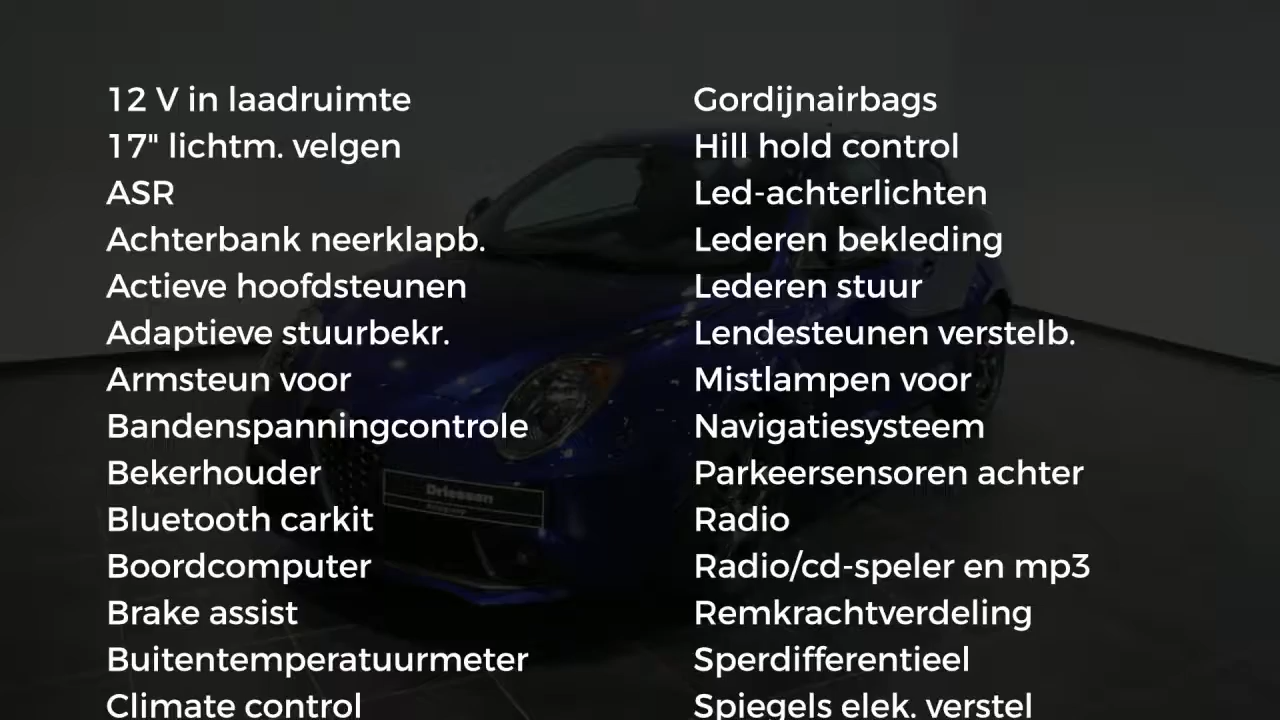 12 V in laadruimte
17" lichtm. velgen
ASR
Achterbank neerklapb.
Actieve hoofdsteunen
Adaptieve stuurbekr.
Armsteun voor
Bandenspanningcontrole
Bekerhouder
Bluetooth carkit
Boordcomputer
Brake assist
Buitentemperatuurmeter
Climate control
Gordijnairbags
Hill hold control
Led-achterlichten
Lederen bekleding
Lederen stuur
Lendesteunen verstelb.
Mistlampen voor
Navigatiesysteem
Parkeersensoren achter
Radio
Radio/cd-speler en mp3
Remkrachtverdeling
Sperdifferentieel
Spiegels elek. verstel
Driessen